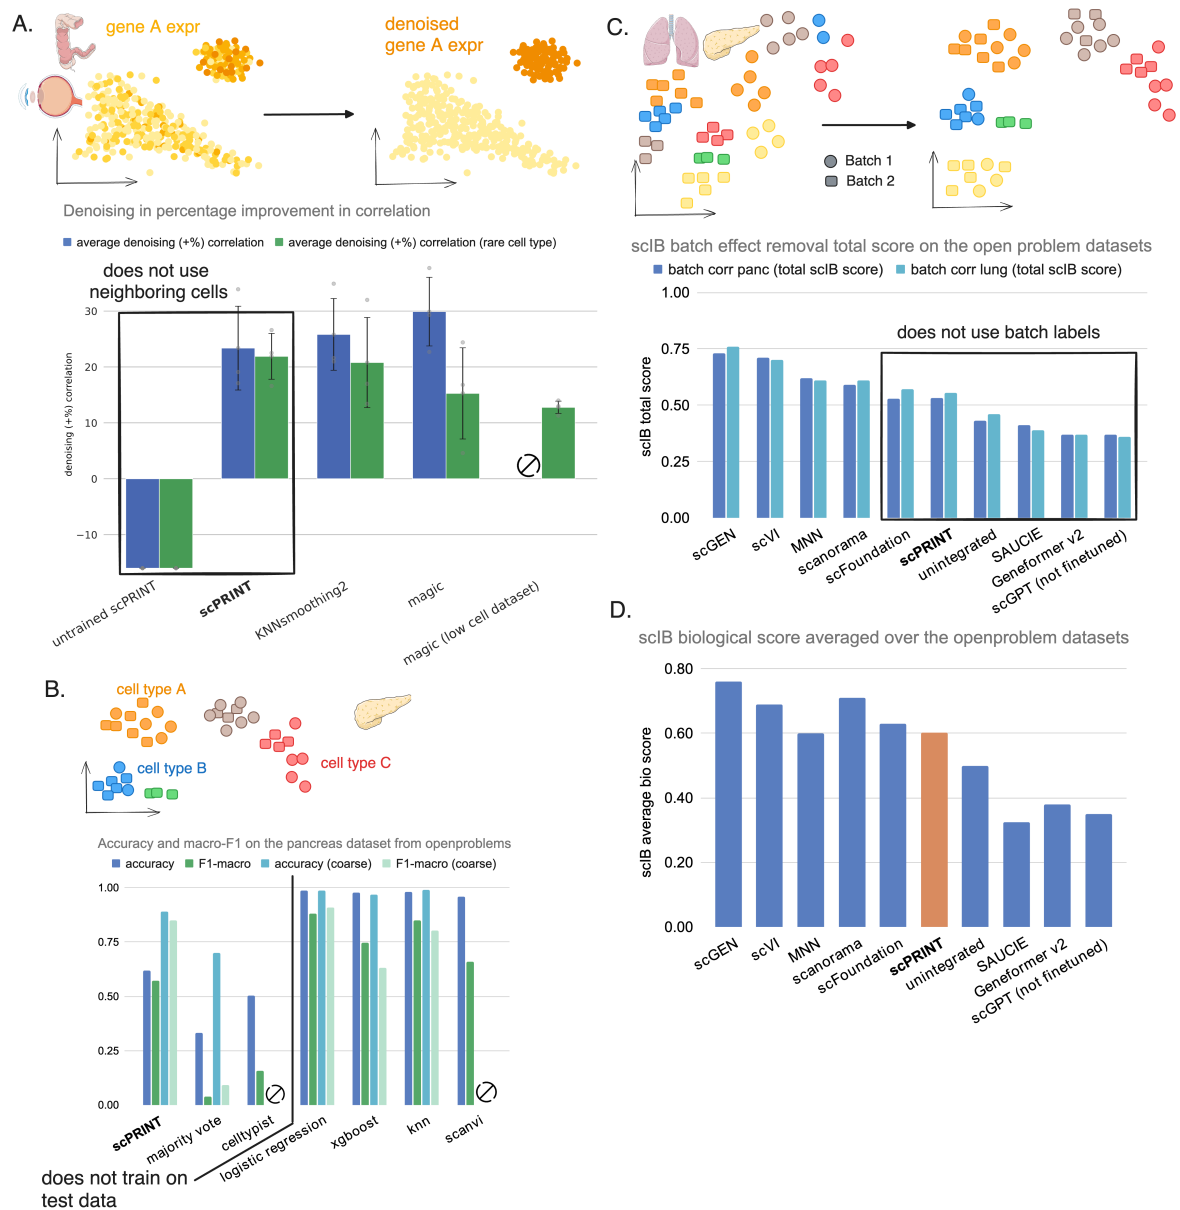 A.
gene A expr
denoised
gene A expr
Denoising in percentage improvement in correlation
average denoising (+%) correlation
average denoising (+%) correlation (rare cell type)
does not use
neighboring cells
denoising (+%) correlation
30
20
10
0
−10
untrained scPRINT
scPRINT
KNNsmoothing2
magic
magic (low cell dataset)
B.
cell type A
cell type B
cell type C
Accuracy and macro-F1 on the pancreas dataset from openproblems
accuracy
F1-macro
accuracy (coarse)
F1-macro (coarse)
1.00
0.75
0.50
0.25
0.00
scPRINT
majority vote
celltypist
logistic regression
xgboost
knn
scanvi
does not train on
test data
C.
Batch 1
Batch 2
scIB batch effect removal total score on the open problem datasets
batch corr panc (total scIB score)
batch corr lung (total scIB score)
does not use batch labels
scIB total score
1.00
0.75
0.50
0.25
0.00
scGEN
scVI
MNN
scanorama
scFoundation
scPRINT
unintegrated
SAUCIE
Geneformer v2
scGPT (not finetuned)
D.
scIB biological score averaged over the openproblem datasets
scIB average bio score
0.80
0.60
0.40
0.20
0.00
scGEN
scVI
MNN
scanorama
scFoundation
scPRINT
unintegrated
SAUCIE
Geneformer v2
scGPT (not finetuned)